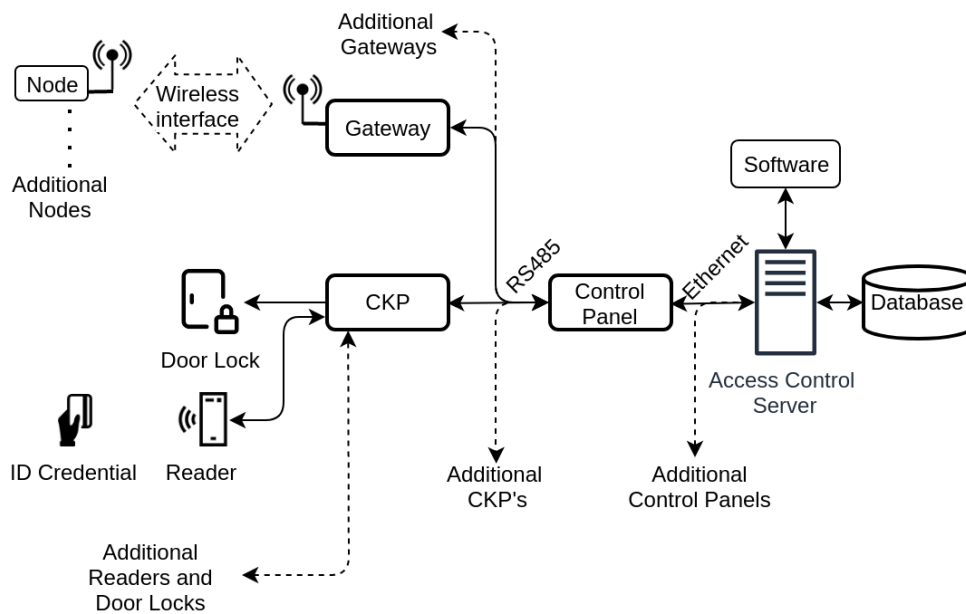 Additional
Gateways
Node
Wireless
interface
Gateway
Additional
Nodes
Software
RS485
Ethernet
CKP
Control
Panel
Database
Door Lock
Access Control
Server
ID Credential
Reader
Additional
CKP's
Additional
Control Panels
Additional
Readers and
Door Locks